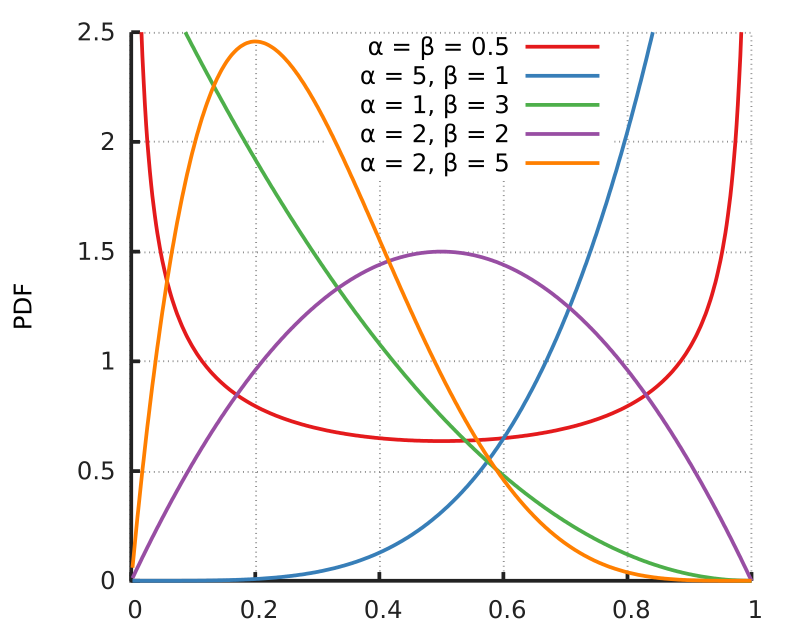 2.5
α = β = 0.5
α = 5, β = 1
α = 1, β = 3
α = 2, β = 2
α = 2, β = 5
2
1.5
PDF
1
0.5
0
0 0.2 0.4 0.6 0.8 1